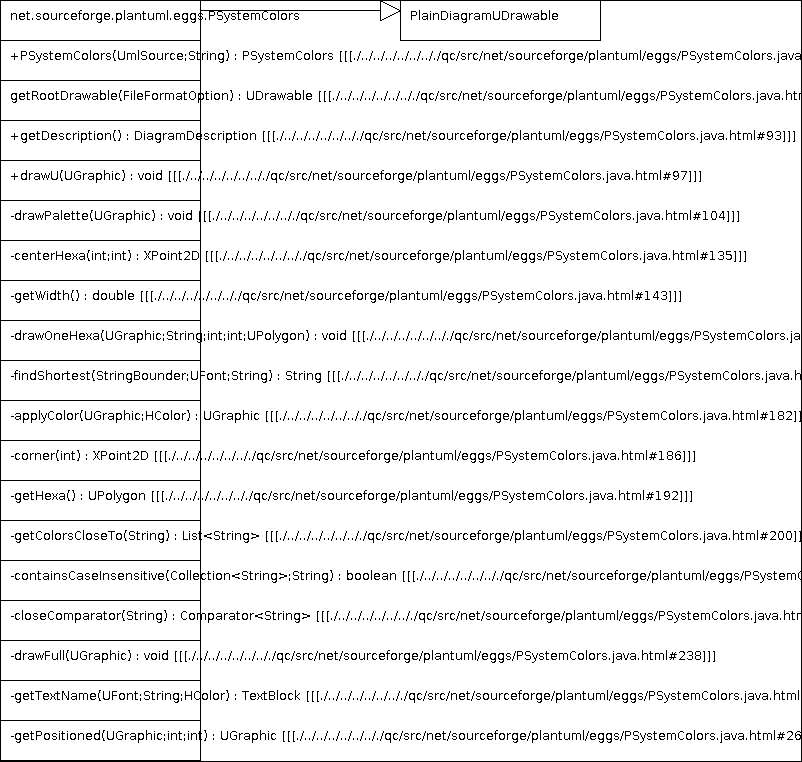 net.sourceforge.plantuml.eggs.PSystemColors
PlainDiagramUDrawable
+PSystemColors(UmlSource;String) : PSystemColors [[[./../../../../../../qc/src/net/sourceforge/plantuml/eggs/PSystemColors.java
getRootDrawable(FileFormatOption) : UDrawable [[[./../../../../../../qc/src/net/sourceforge/plantuml/eggs/PSystemColors.java.htm
+getDescription() : DiagramDescription [[[./../../../../../../qc/src/net/sourceforge/plantuml/eggs/PSystemColors.java.html#93]]]
+drawU(UGraphic) : void [[[./../../../../../../qc/src/net/sourceforge/plantuml/eggs/PSystemColors.java.html#97]]]
-drawPalette(UGraphic) : void [[[./../../../../../../qc/src/net/sourceforge/plantuml/eggs/PSystemColors.java.html#104]]]
-centerHexa(int;int) : XPoint2D [[[./../../../../../../qc/src/net/sourceforge/plantuml/eggs/PSystemColors.java.html#135]]]
-getWidth() : double [[[./../../../../../../qc/src/net/sourceforge/plantuml/eggs/PSystemColors.java.html#143]]]
-drawOneHexa(UGraphic;String;int;int;UPolygon) : void [[[./../../../../../../qc/src/net/sourceforge/plantuml/eggs/PSystemColors.ja
-findShortest(StringBounder;UFont;String) : String [[[./../../../../../../qc/src/net/sourceforge/plantuml/eggs/PSystemColors.java.h
-applyColor(UGraphic;HColor) : UGraphic [[[./../../../../../../qc/src/net/sourceforge/plantuml/eggs/PSystemColors.java.html#182]]
-corner(int) : XPoint2D [[[./../../../../../../qc/src/net/sourceforge/plantuml/eggs/PSystemColors.java.html#186]]]
-getHexa() : UPolygon [[[./../../../../../../qc/src/net/sourceforge/plantuml/eggs/PSystemColors.java.html#192]]]
-getColorsCloseTo(String) : List<String> [[[./../../../../../../qc/src/net/sourceforge/plantuml/eggs/PSystemColors.java.html#200]]
-containsCaseInsensitive(Collection<String>;String) : boolean [[[./../../../../../../qc/src/net/sourceforge/plantuml/eggs/PSystemC
-closeComparator(String) : Comparator<String> [[[./../../../../../../qc/src/net/sourceforge/plantuml/eggs/PSystemColors.java.htm
-drawFull(UGraphic) : void [[[./../../../../../../qc/src/net/sourceforge/plantuml/eggs/PSystemColors.java.html#238]]]
-getTextName(UFont;String;HColor) : TextBlock [[[./../../../../../../qc/src/net/sourceforge/plantuml/eggs/PSystemColors.java.html
-getPositioned(UGraphic;int;int) : UGraphic [[[./../../../../../../qc/src/net/sourceforge/plantuml/eggs/PSystemColors.java.html#26